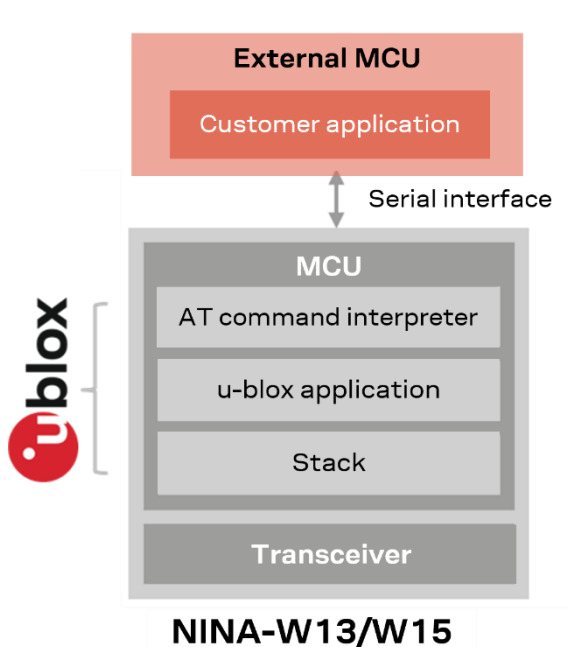 External MCU
Customer application
Serial interface
MCU
AT command interpreter
u-blox application
Stack
ublox
Transceiver
NINA-W13/W15